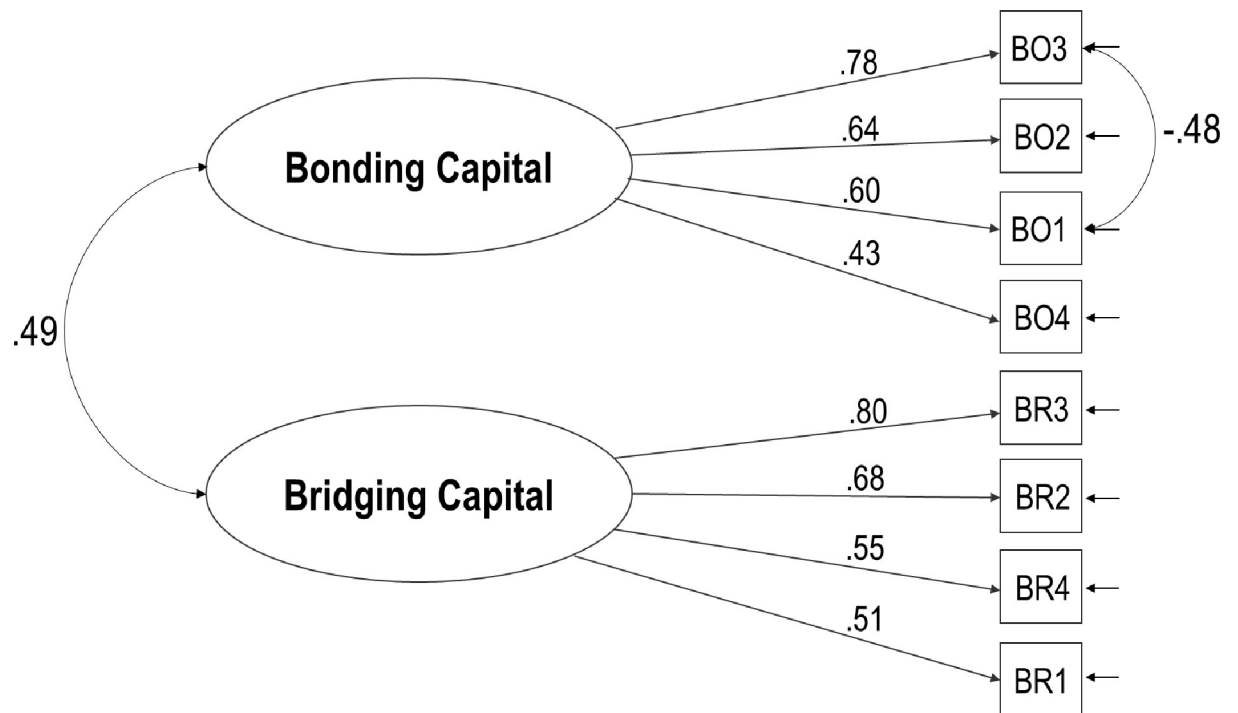 BO3
.78
BO2
.64
-.48
Bonding Capital
.60
BO1
.43
BO4
.49
BR3
.80
.68
Bridging Capital
BR2
.55
BR4
.51
BR1